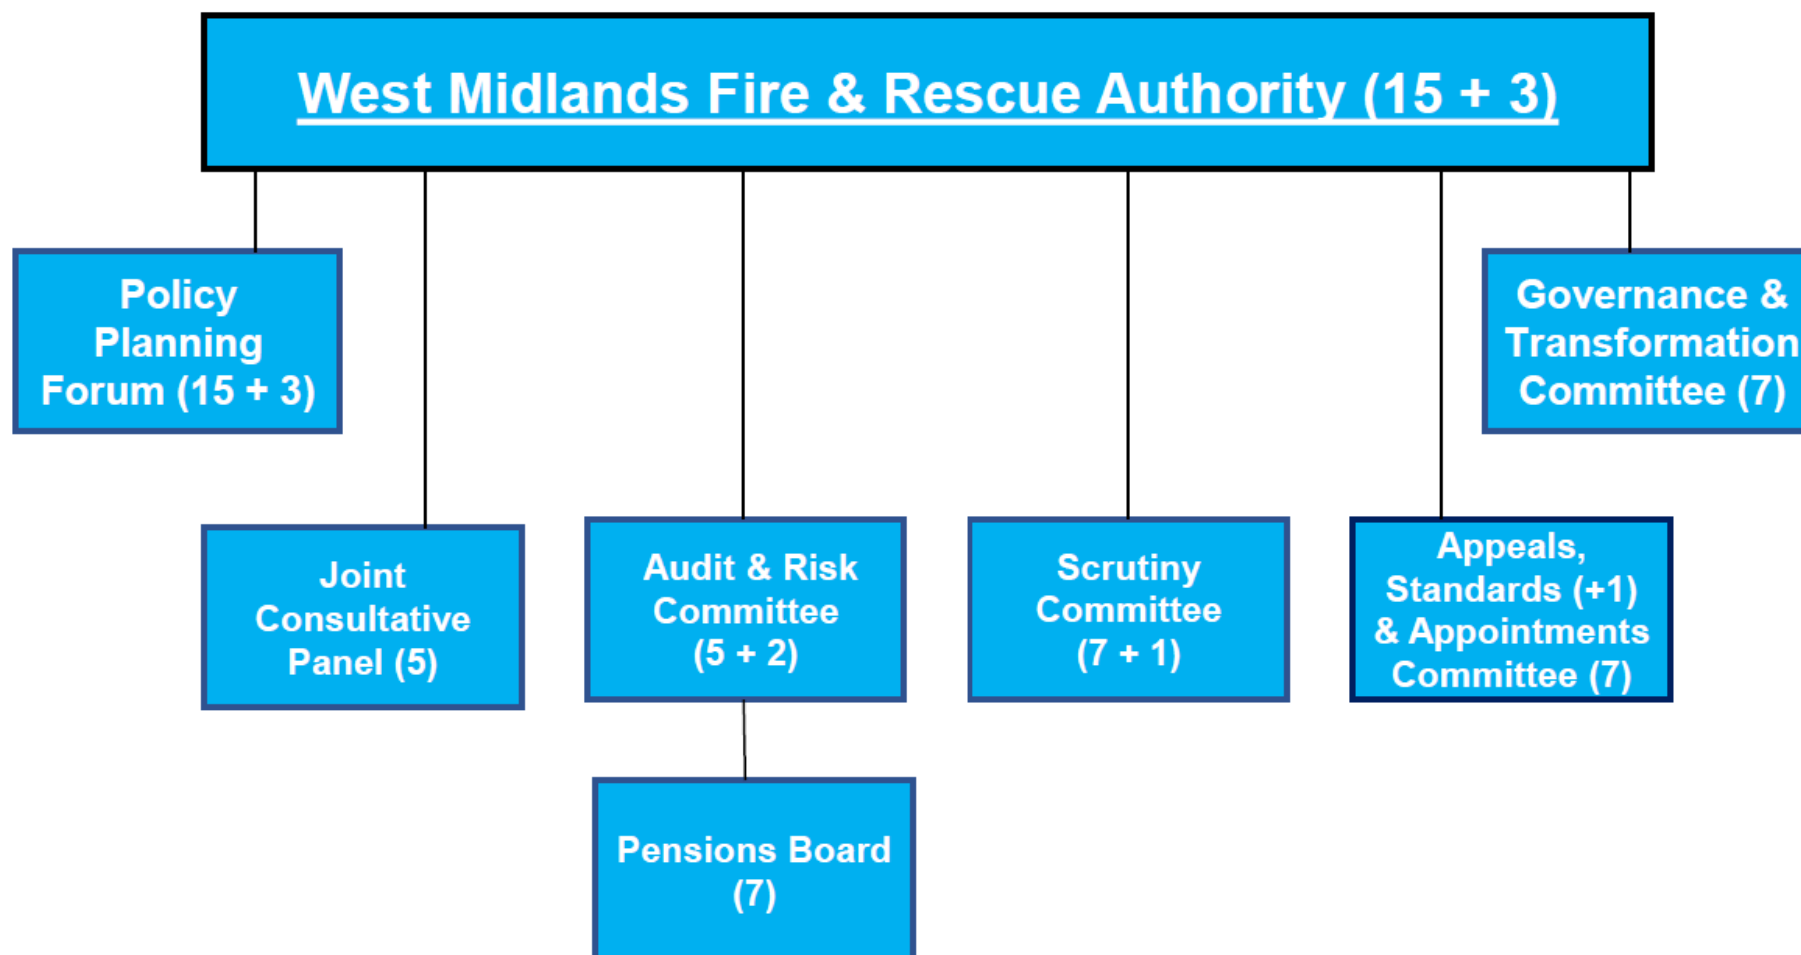 West Midlands Fire & Rescue Authority (15 + 3)
Policy
Planning
Forum (15 + 3)
Governance &
Transformation
Committee (7)
Joint
Consultative
Panel (5)
Audit & Risk
Committee
(5 + 2)
Scrutiny
Committee
(7 + 1)
Appeals,
Standards (+1)
& Appointments
Committee (7)
Pensions Board
(7)